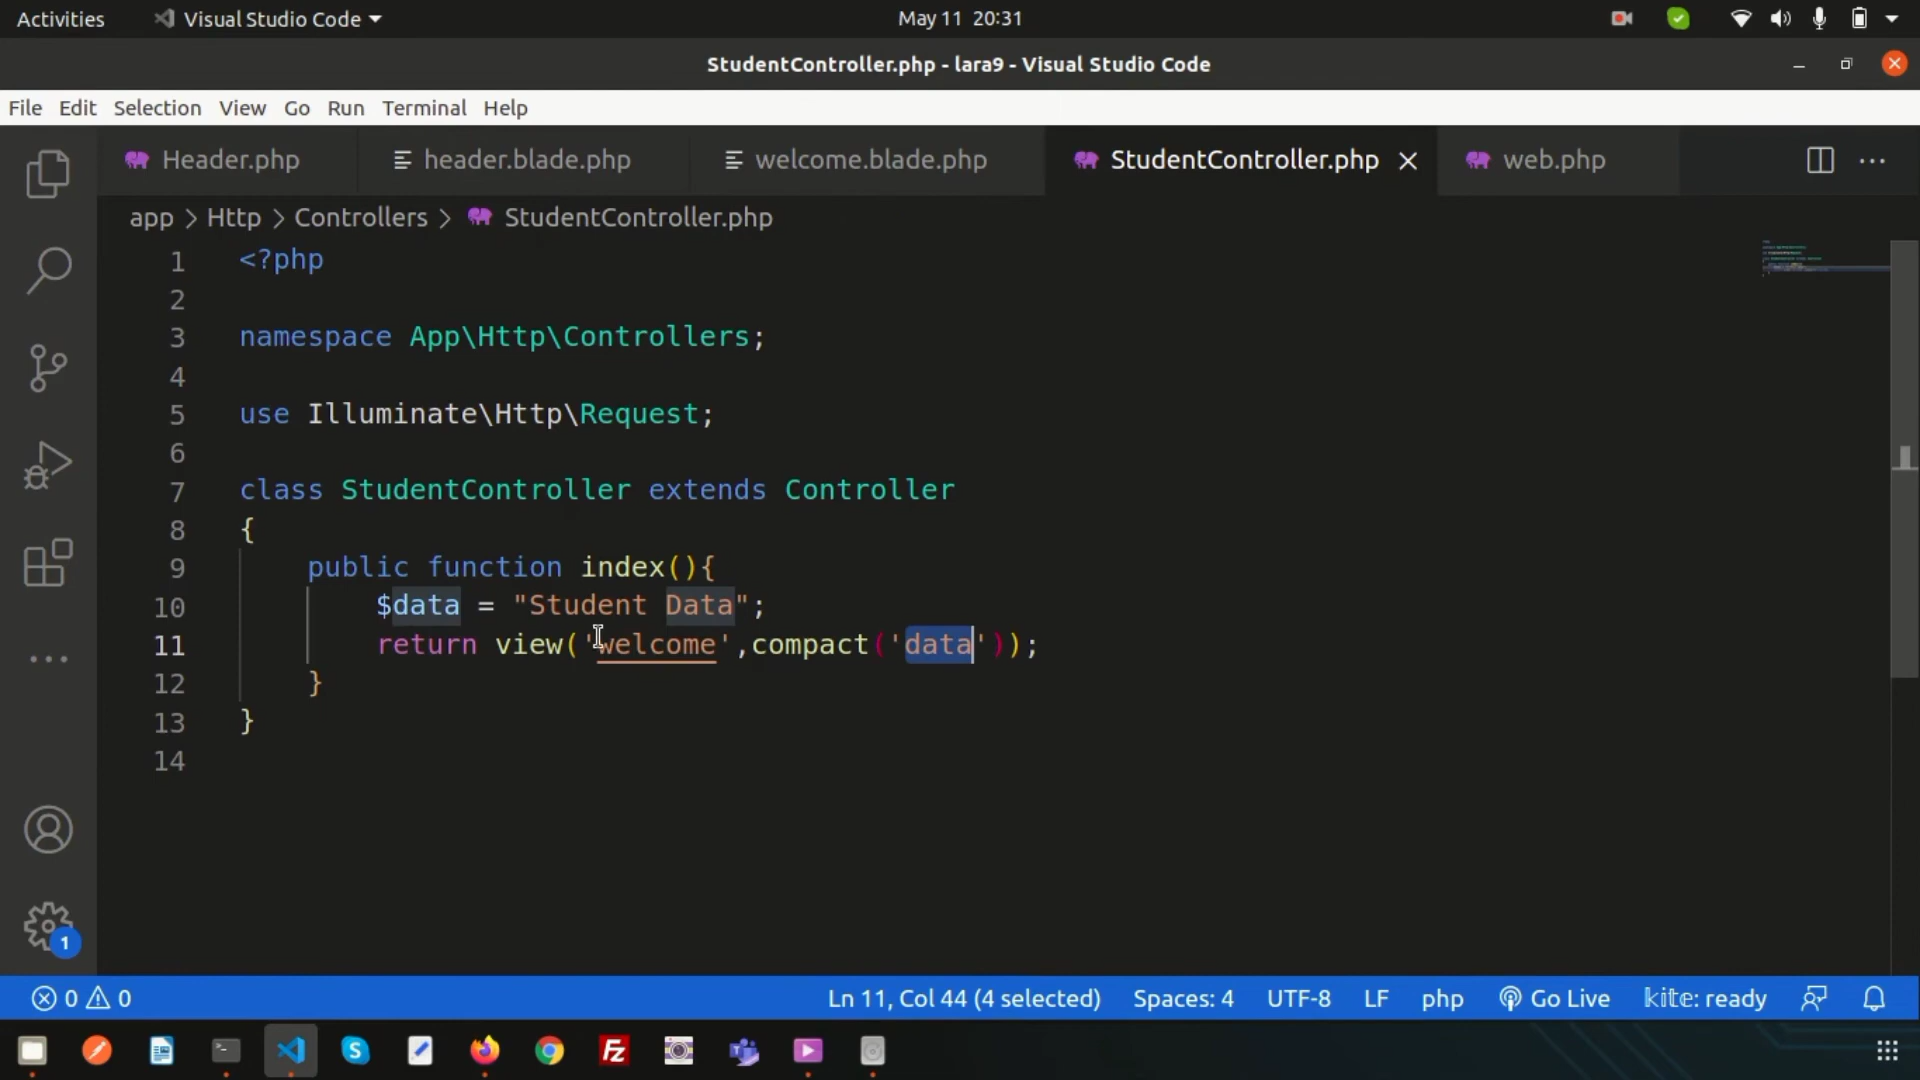 Activities Visual Studio Code May 11 20:31
StudentController.php - lara9 - Visual Studio Code
File Edit Selection View Go Run Terminal Help
Header.php header.blade.php welcome.blade.php StudentController.php web.php
app > Http > Controllers > StudentController.php
1 <?php
2
3 namespace App\Http\Controllers;
4
5 use Illuminate\Http\Request;
6
7 class StudentController extends Controller
8 {
9 public function index(){
10 $data = "Student Data";
11 return view('welcome',compact('data'));
12 }
13 }
14
1
0 0 Ln 11, Col 44 (4 selected) Spaces: 4 UTF-8 LF php Go Live kite: ready